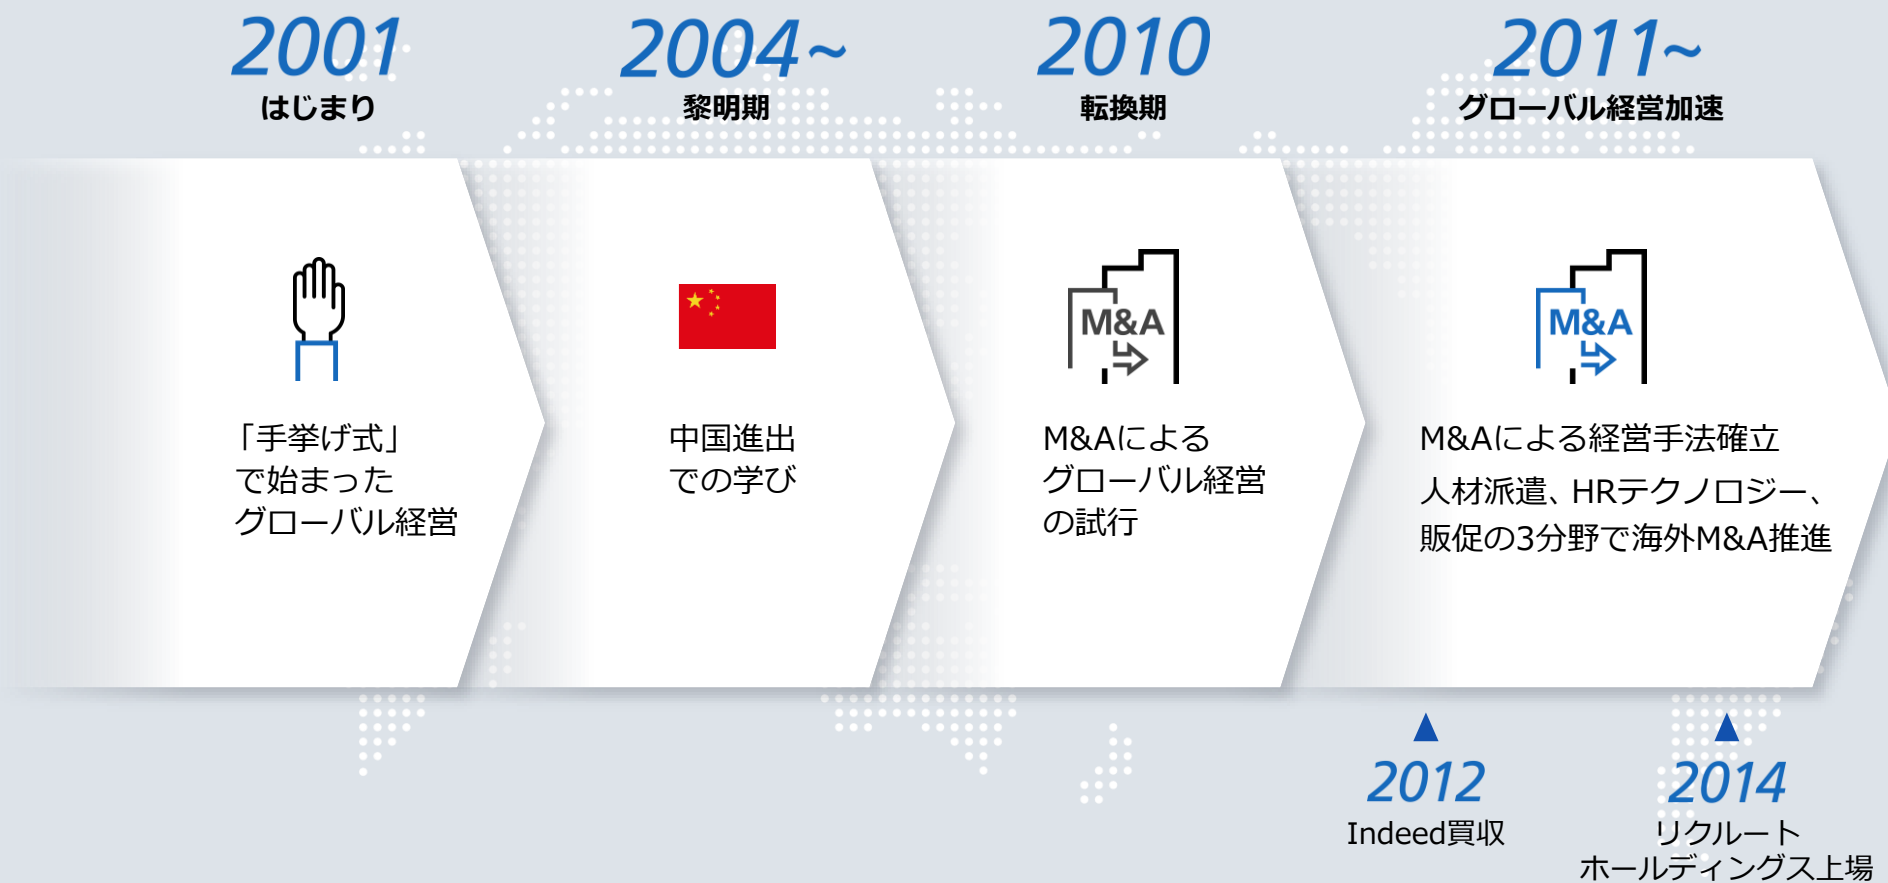 2001
はじまり
2004~
黎明期
2010
転換期
2011~
グローバル経営加速
「手挙げ式」
で始まった
グローバル経営
中国進出
での学び
M&A
M&Aによる
グローバル経営
の試行
M&A
M&Aによる経営手法確立
人材派遣、HRテクノロジー、
販促の3分野で海外M&A推進
2012
Indeed買収
2014
リクルート
ホールディングス上場